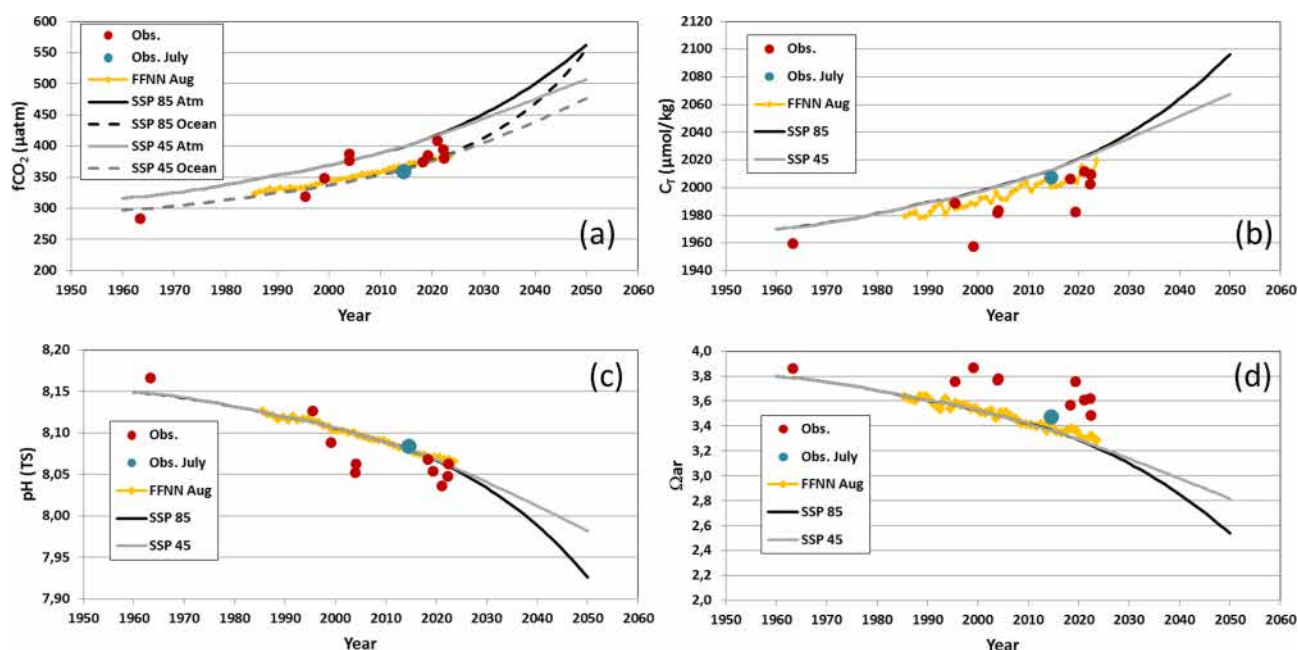 600
550
500
450
400
350
300
250
200
fCO₂ (µatm)
Obs.
Obs. July
FFNN Aug
SSP 85 Atm
SSP 85 Ocean
SSP 45 Atm
SSP 45 Ocean
(a)
1950 1960 1970 1980 1990 2000 2010 2020 2030 2040 2050 2060
Year
2120
2100
2080
2060
2040
2020
2000
1980
1960
1940
C_T (µmol/kg)
Obs.
Obs. July
FFNN Aug
SSP 85
SSP 45
(b)
1950 1960 1970 1980 1990 2000 2010 2020 2030 2040 2050 2060
Year
8,20
8,15
8,10
8,05
8,00
7,95
7,90
pH (TS)
(c)
Obs.
Obs. July
FFNN Aug
SSP 85
SSP 45
1950 1960 1970 1980 1990 2000 2010 2020 2030 2040 2050 2060
Year
4,0
3,8
3,6
3,4
3,2
3,0
2,8
2,6
2,4
2,2
2,0
Ωar
(d)
Obs.
Obs. July
FFNN Aug
SSP 85
SSP 45
1950 1960 1970 1980 1990 2000 2010 2020 2030 2040 2050 2060
Year